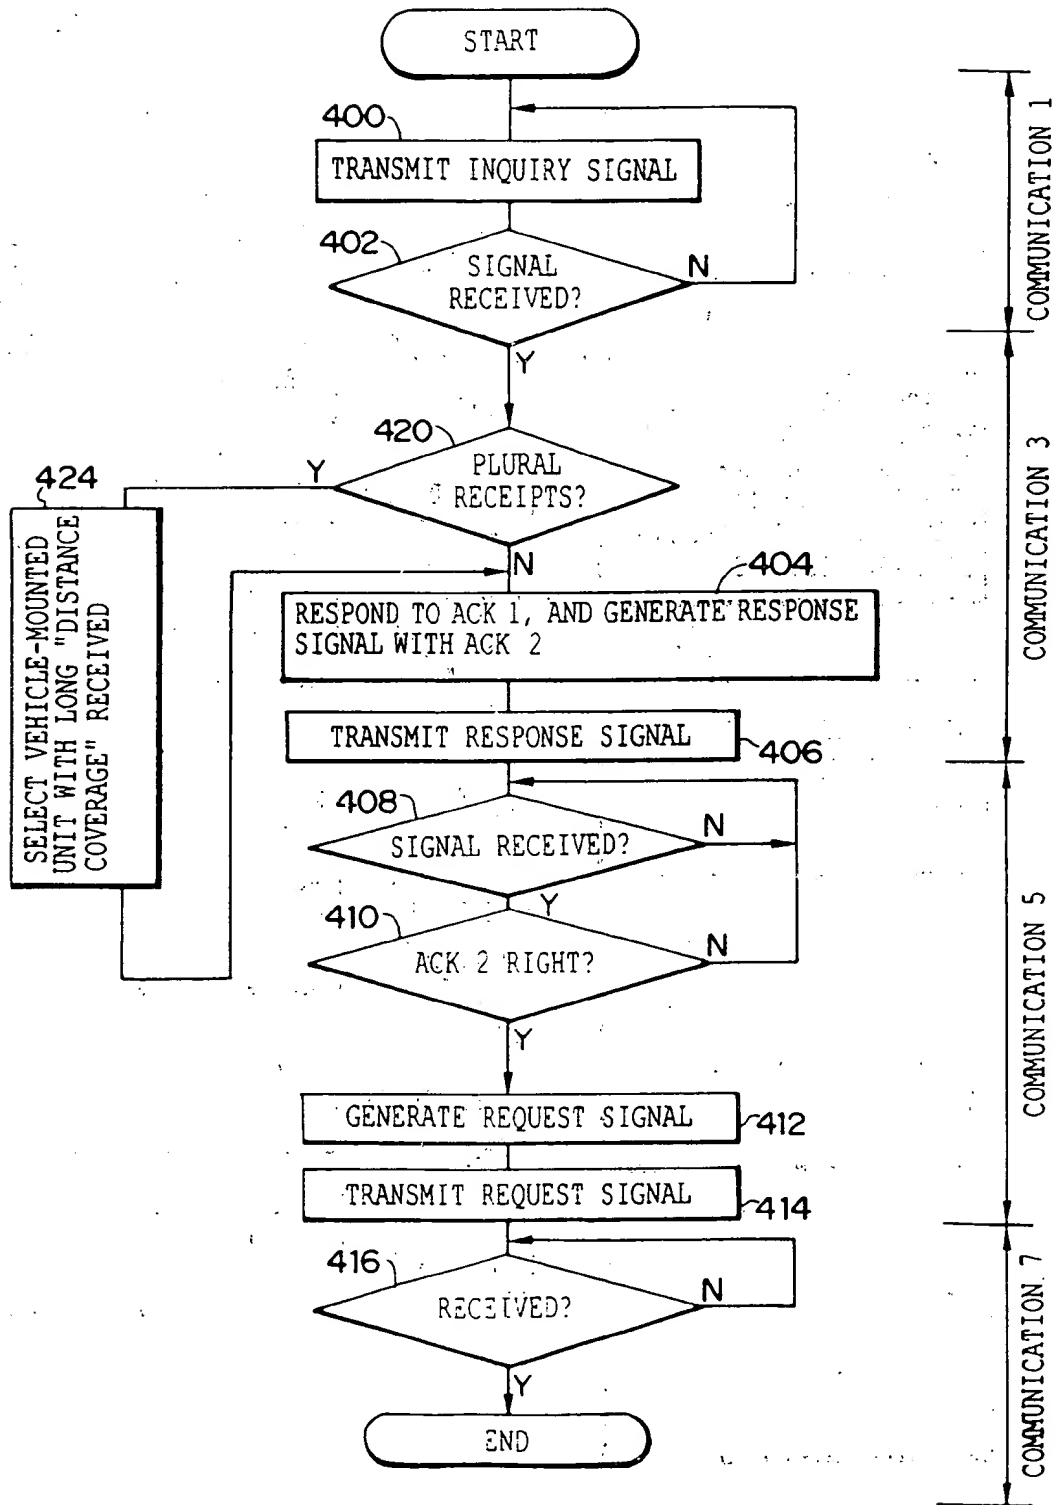 START
400
TRANSMIT INQUIRY SIGNAL
402
SIGNAL
RECEIVED?
N
Y
COMMUNICATION 1
420
PLURAL
RECEIPTS?
Y
N
424
SELECT VEHICLE-MOUNTED
UNIT WITH LONG "DISTANCE
COVERAGE" RECEIVED
404
RESPOND TO ACK 1, AND GENERATE RESPONSE
SIGNAL WITH ACK 2
TRANSMIT RESPONSE SIGNAL
406
COMMUNICATION 3
408
SIGNAL RECEIVED?
N
Y
410
ACK 2 RIGHT?
N
Y
GENERATE REQUEST SIGNAL
412
TRANSMIT REQUEST SIGNAL
414
COMMUNICATION 5
416
RECEIVED?
N
Y
END
COMMUNICATION 7